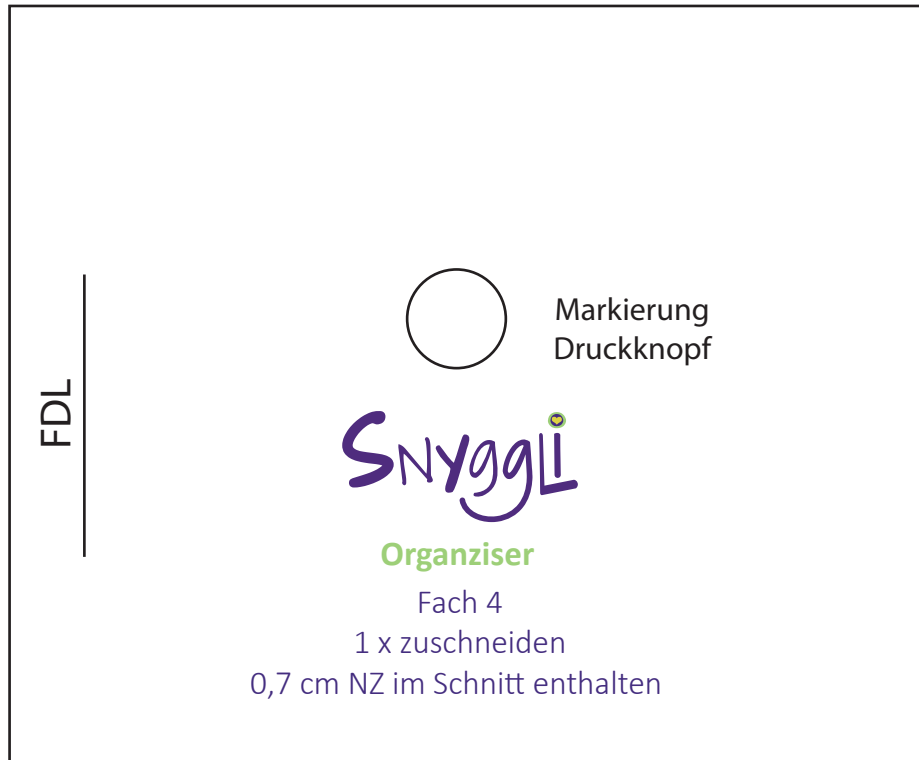 Markierung
Druckknopf
FDL
SNyggLi
Organziser
Fach 4
1 x zuschneiden
0,7 cm NZ im Schnitt enthalten